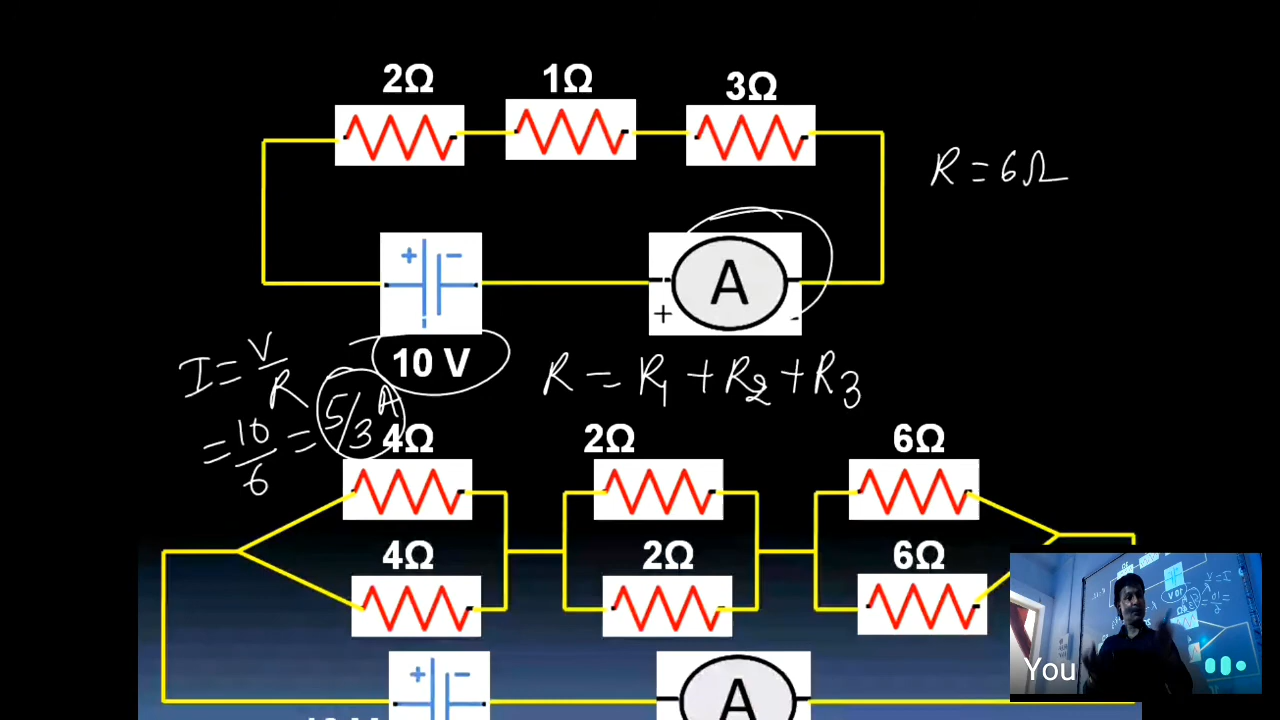 2Ω 1Ω 3Ω
R = 6Ω
+ −
A
+ -
10 V
I = V/R
R = R1 + R2 + R3
= 10/6 = 5/3 A
4Ω 2Ω 6Ω
4Ω 2Ω 6Ω
+ −
A
You